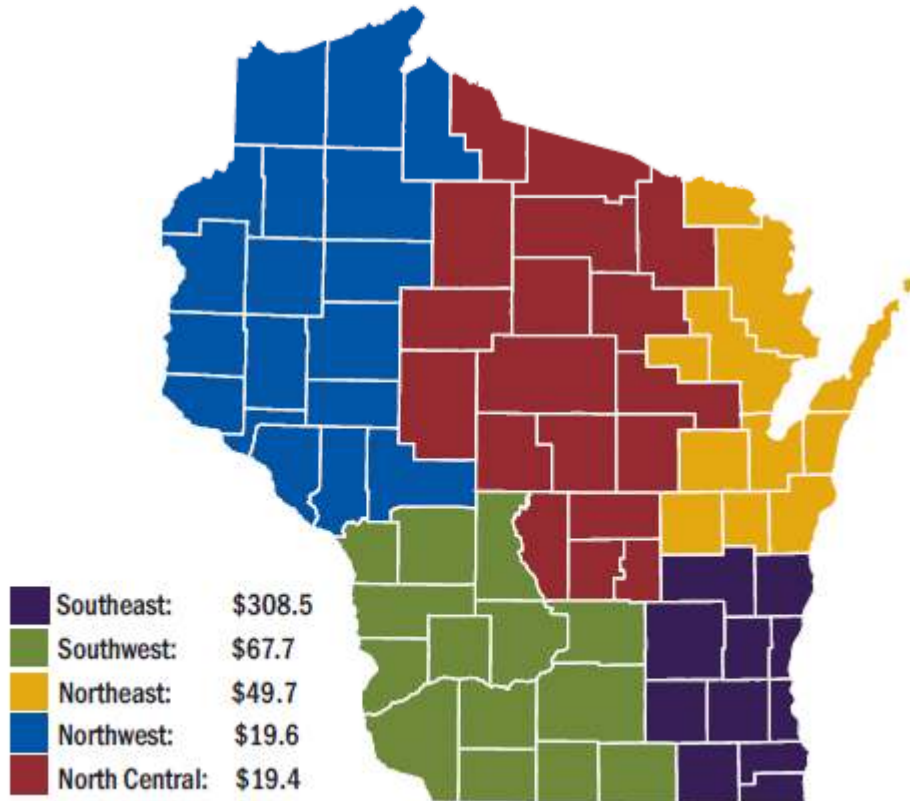 Southeast: $308.5
Southwest: $67.7
Northeast: $49.7
Northwest: $19.6
North Central: $19.4